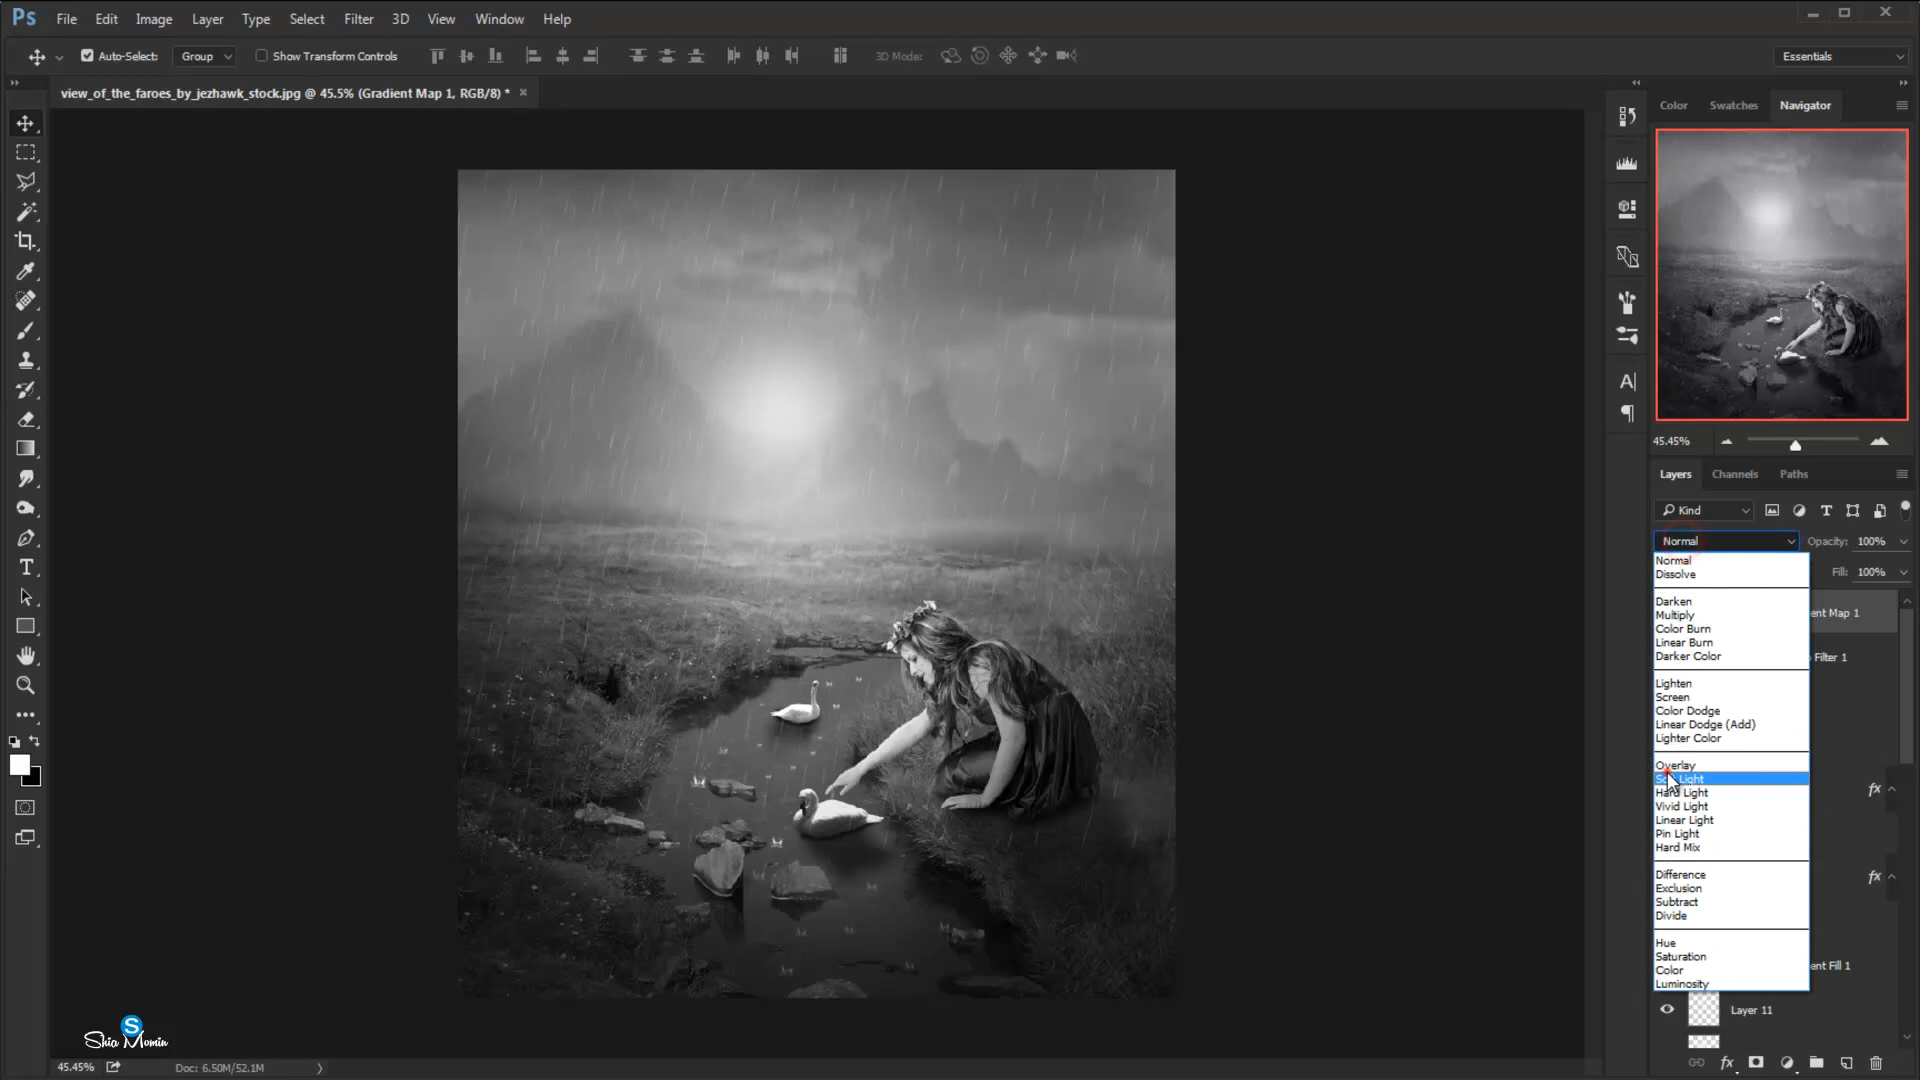 Ps File Edit Image Layer Type Select Filter 3D View Window Help
Auto-Select: Group Show Transform Controls 3D Mode: Essentials
view_of_the_faroes_by_jezhawk_stock.jpg @ 45.5% (Gradient Map 1, RGB/8) *
Color Swatches Navigator
45.45%
Layers Channels Paths
Kind
Normal Opacity: 100%
Normal
Dissolve
Fill: 100%
Darken
Multiply
Color Burn
Linear Burn
Darker Color
Lighten
Screen
Color Dodge
Linear Dodge (Add)
Lighter Color
Overlay
Soft Light
Hard Light
Vivid Light
Linear Light
Pin Light
Hard Mix
Difference
Exclusion
Subtract
Divide
Hue
Saturation
Color
Luminosity
ent Map 1
Filter 1
fx
fx
ent Fill 1
Layer 11
fx
S
Shia Momin
45.45% Doc: 6.50M/52.1M